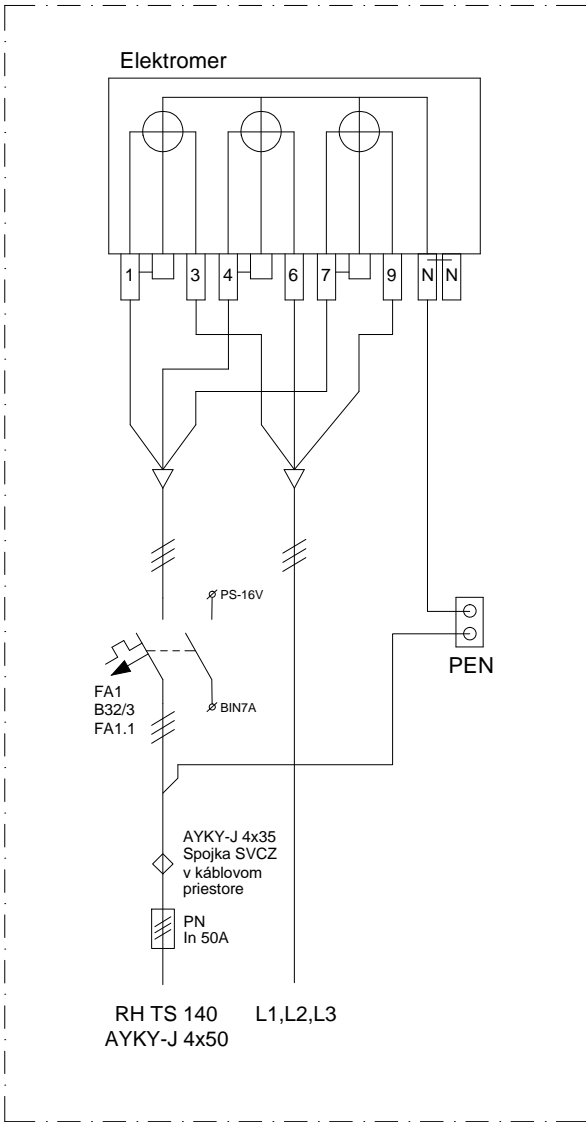 Elektromer
1 3 4 6 7 9 N N
PS-16V
FA1
B32/3
FA1.1
BIN7A
PEN
AYKY-J 4x35
Spojka SVCZ
v káblovom
priestore
PN
In 50A
RH TS 140
AYKY-J 4x50
L1,L2,L3